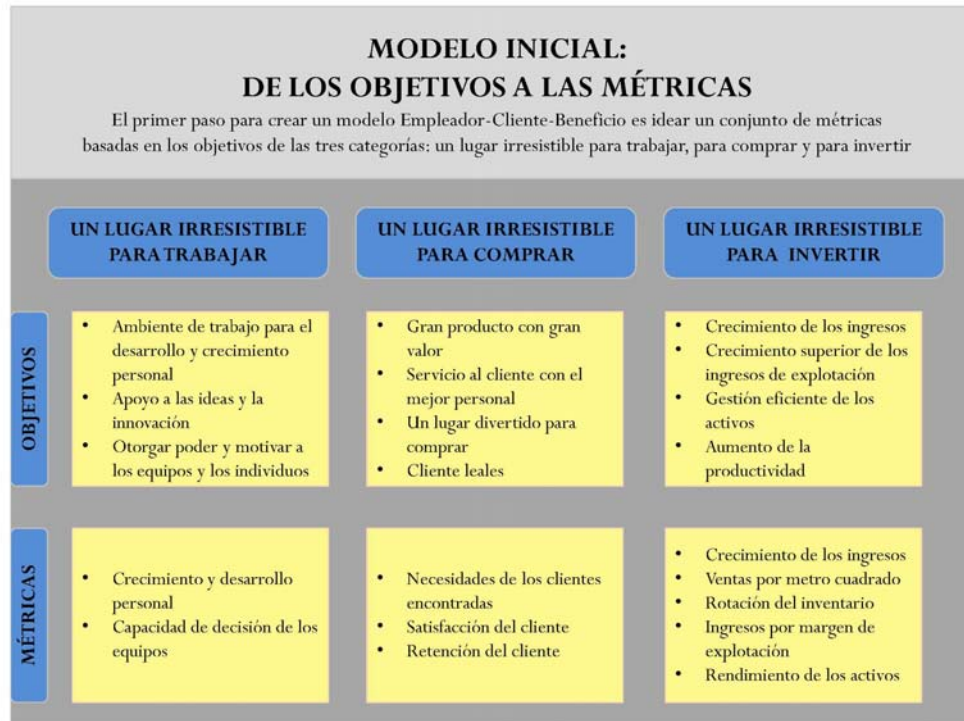 MODELO INICIAL:
DE LOS OBJETIVOS A LAS MÉTRICAS
El primer paso para crear un modelo Empleador-Cliente-Beneficio es idear un conjunto de métricas
basadas en los objetivos de las tres categorías: un lugar irresistible para trabajar, para comprar y para invertir
UN LUGAR IRRESISTIBLE
PARA TRABAJAR
UN LUGAR IRRESISTIBLE
PARA COMPRAR
UN LUGAR IRRESISTIBLE
PARA INVERTIR
OBJETIVOS
• Ambiente de trabajo para el
desarrollo y crecimiento
personal
• Apoyo a las ideas y la
innovación
• Otorgar poder y motivar a
los equipos y los individuos
• Gran producto con gran
valor
• Servicio al cliente con el
mejor personal
• Un lugar divertido para
comprar
• Cliente leales
• Crecimiento de los ingresos
• Crecimiento superior de los
ingresos de explotación
• Gestión eficiente de los
activos
• Aumento de la
productividad
MÉTRICAS
• Crecimiento y desarrollo
personal
• Capacidad de decisión de los
equipos
• Necesidades de los clientes
encontradas
• Satisfacción del cliente
• Retención del cliente
• Crecimiento de los ingresos
• Ventas por metro cuadrado
• Rotación del inventario
• Ingresos por margen de
explotación
• Rendimiento de los activos